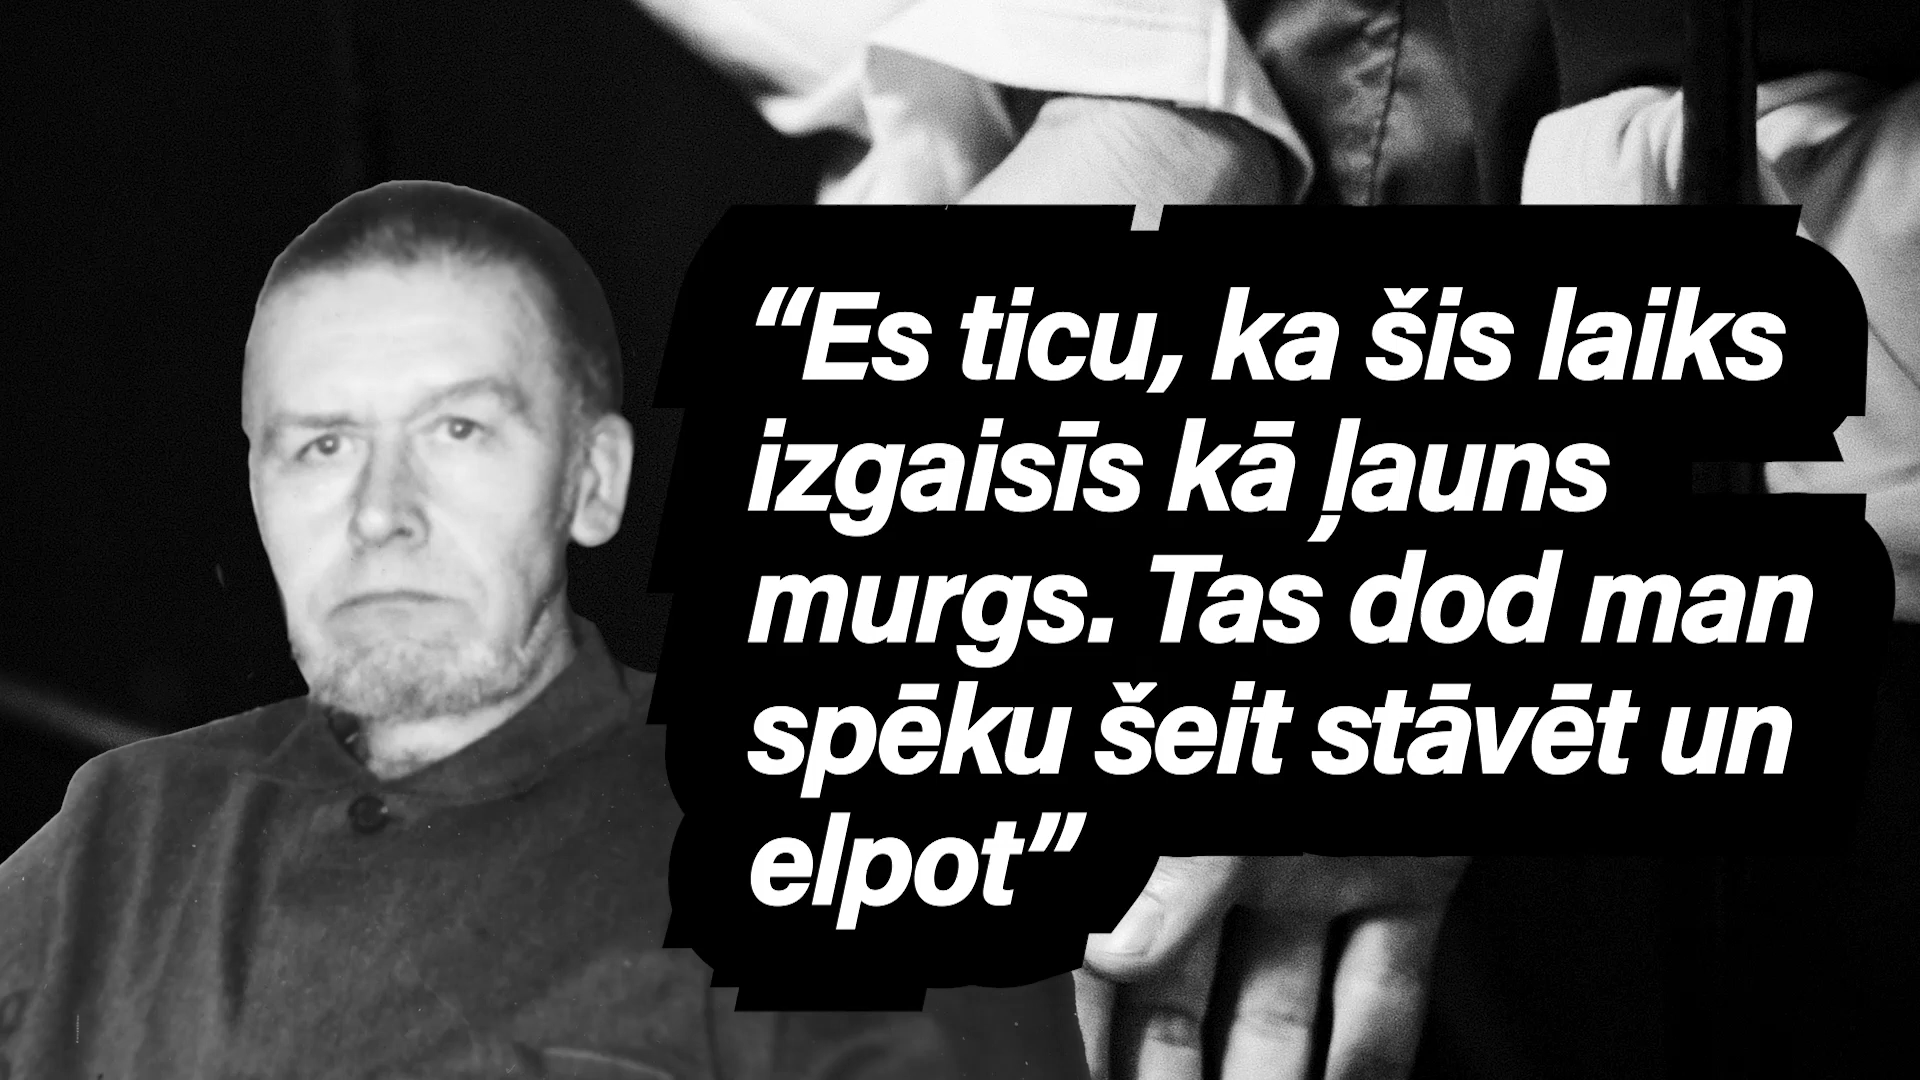 “Es ticu, ka šis laiks
izgaisīs kā ļauns
murgs. Tas dod man
spēku šeit stāvēt un
elpot”